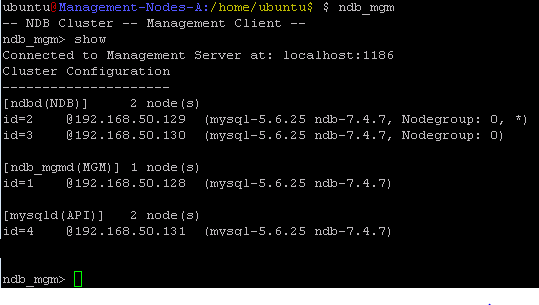 ubuntu@Management-Nodes-A:/home/ubuntu$ $ ndb_mgm
-- NDB Cluster -- Management Client --
ndb_mgm> show
Connected to Management Server at: localhost:1186
Cluster Configuration
---------------------
[ndbd(NDB)]     2 node(s)
id=2    @192.168.50.129  (mysql-5.6.25 ndb-7.4.7, Nodegroup: 0, *)
id=3    @192.168.50.130  (mysql-5.6.25 ndb-7.4.7, Nodegroup: 0)
[ndb_mgmd(MGM)] 1 node(s)
id=1    @192.168.50.128  (mysql-5.6.25 ndb-7.4.7)
[mysqld(API)]   2 node(s)
id=4    @192.168.50.131  (mysql-5.6.25 ndb-7.4.7)
ndb_mgm>